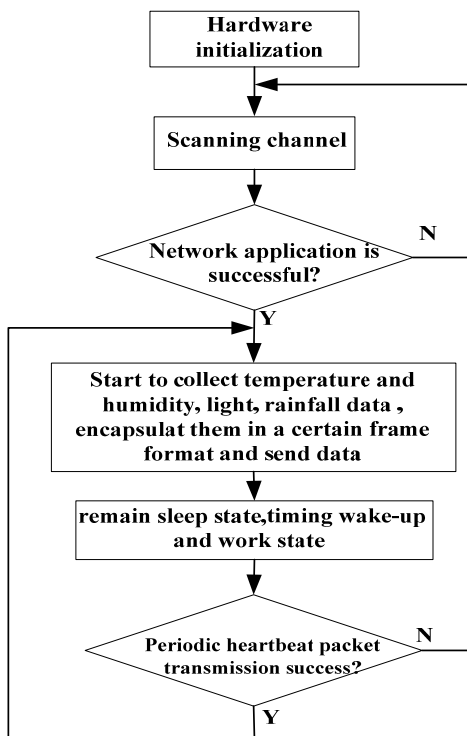 Hardware
initialization
Scanning channel
Network application is
successful?
N
Y
Start to collect temperature and
humidity, light, rainfall data ,
encapsulat them in a certain frame
format and send data
remain sleep state,timing wake-up
and work state
Periodic heartbeat packet
transmission success?
N
Y